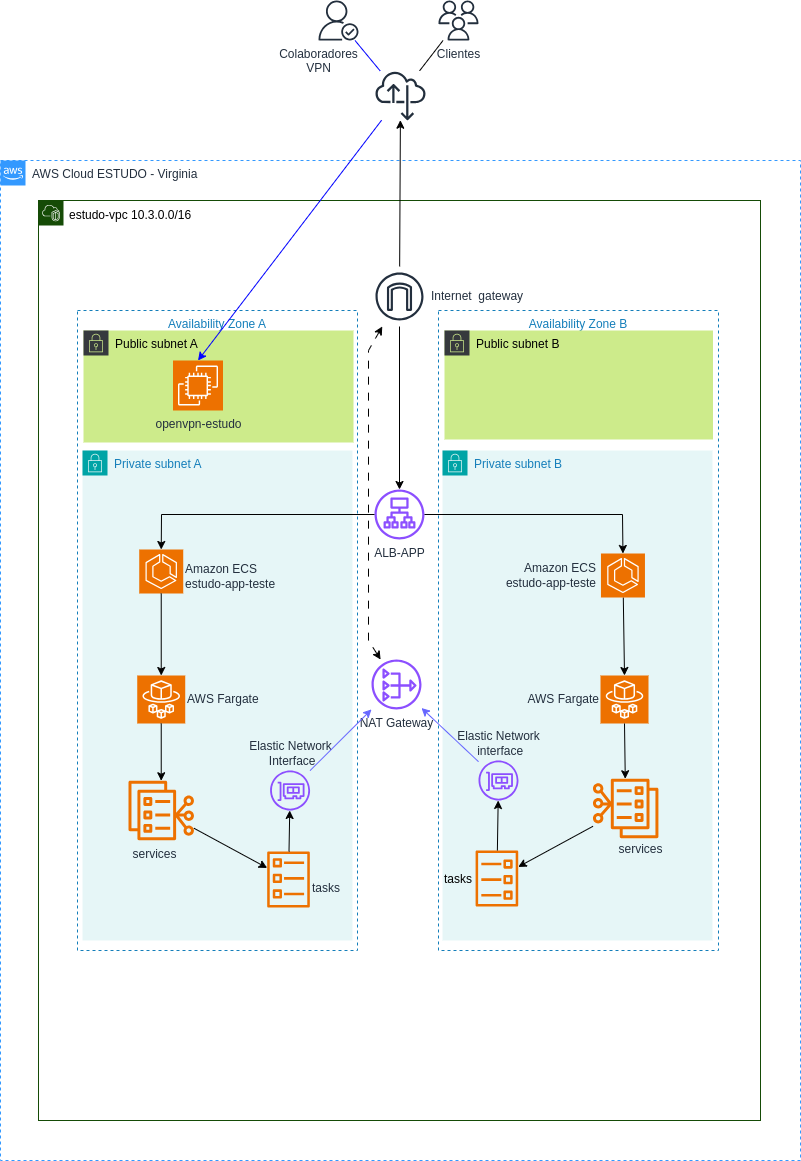 Colaboradores
VPN
Clientes
aws
AWS Cloud ESTUDO - Virginia
estudo-vpc 10.3.0.0/16
Internet gateway
Availability Zone A
Availability Zone B
Public subnet A
Public subnet B
openvpn-estudo
Private subnet A
Private subnet B
ALB-APP
Amazon ECS
estudo-app-teste
Amazon ECS
estudo-app-teste
AWS Fargate
AWS Fargate
NAT Gateway
Elastic Network
Interface
Elastic Network
interface
services
services
tasks
tasks